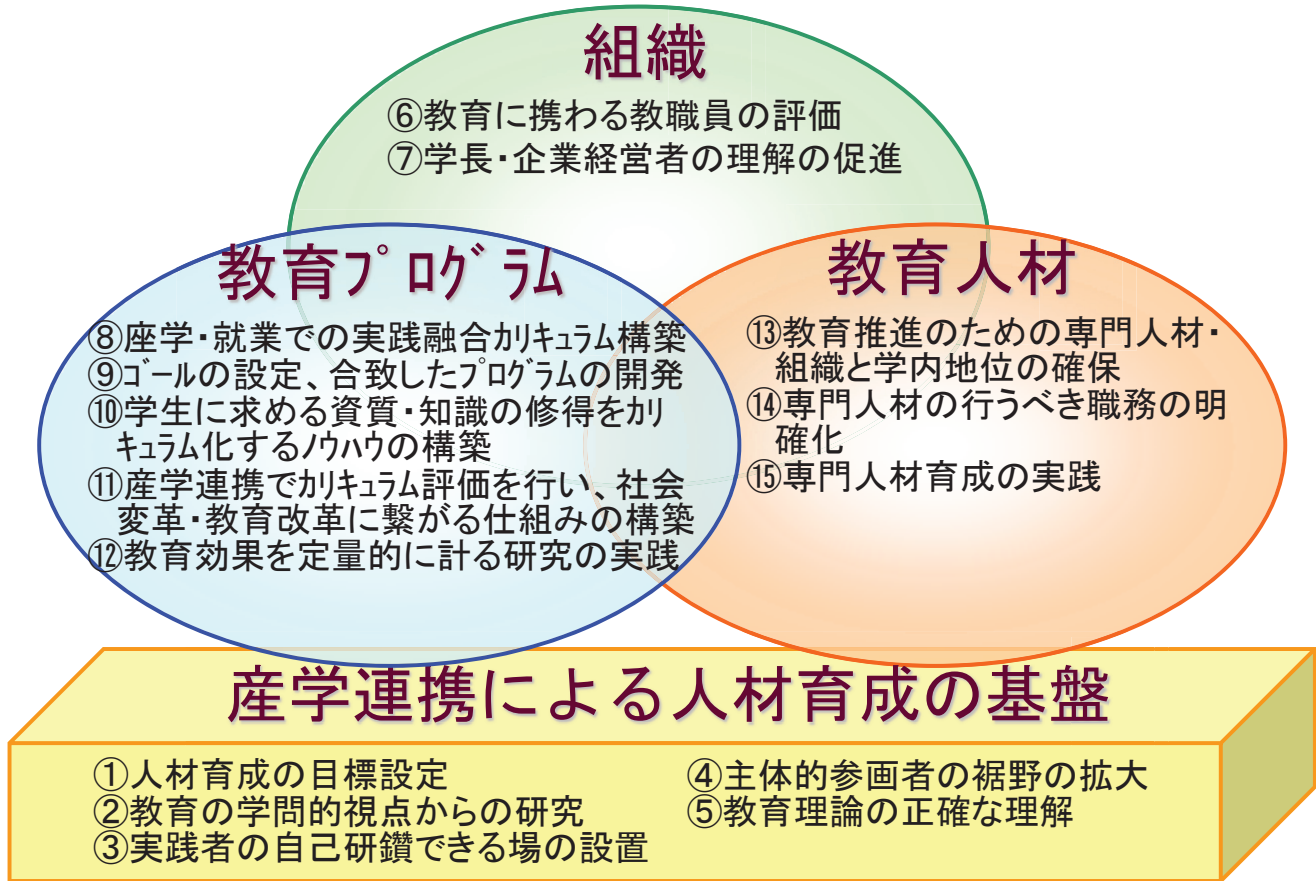 組織
⑥教育に携わる教職員の評価
⑦学長・企業経営者の理解の促進
教育ﾌﾟﾛｸﾞﾗﾑ
⑧座学・就業での実践融合ｶﾘｷｭﾗﾑ構築
⑨ｺﾞｰﾙの設定、合致したﾌﾟﾛｸﾞﾗﾑの開発
⑩学生に求める資質・知識の修得をｶﾘ
ｷｭﾗﾑ化するﾉｳﾊｳの構築
⑪産学連携でｶﾘｷｭﾗﾑ評価を行い、社会
変革・教育改革に繋がる仕組みの構築
⑫教育効果を定量的に計る研究の実践
教育人材
⑬教育推進のための専門人材・
組織と学内地位の確保
⑭専門人材の行うべき職務の明
確化
⑮専門人材育成の実践
産学連携による人材育成の基盤
①人材育成の目標設定
②教育の学問的視点からの研究
③実践者の自己研鑽できる場の設置
④主体的参画者の裾野の拡大
⑤教育理論の正確な理解